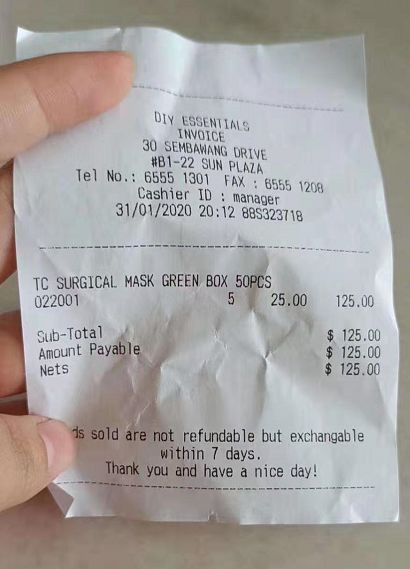 DIY ESSENTIALS
INVOICE
30 SEMBAWANG DRIVE
#B1-22 SUN PLAZA
Tel No.: 6555 1301 FAX : 6555 1208
Cashier ID : manager
31/01/2020 20:12 88S323718
TC SURGICAL MASK GREEN BOX 50PCS
022001 5 25.00 125.00
Sub-Total $ 125.00
Amount Payable $ 125.00
Nets $ 125.00
ds sold are not refundable but exchangable
within 7 days.
Thank you and have a nice day!